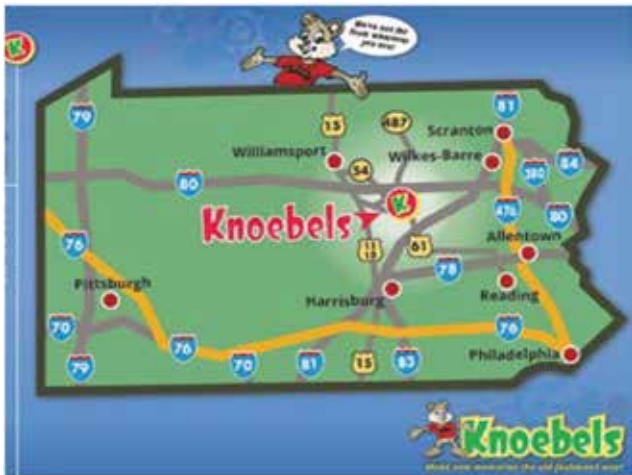 We're not far
from wherever
you are!
K
79
15
487
81
Scranton
Williamsport
Wilkes-Barre
84
54
380
80
K
476
80
Knoebels
76
61
Allentown
11
15
78
Pittsburgh
Harrisburg
Reading
70
76
76
Philadelphia
79
70
81
15
83
Knoebels
Make new memories the old fashioned way!